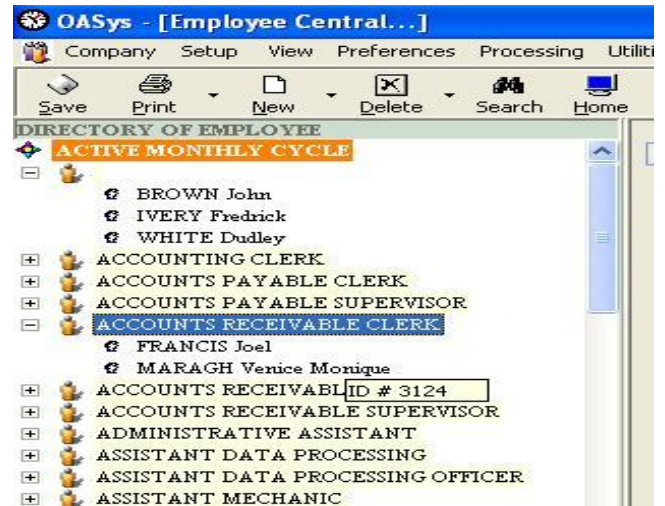 OASys - [Employee Central...]
Company Setup View Preferences Processing
Save Print New Delete Search Home
DIRECTORY OF EMPLOYEE
ACTIVE MONTHLY CYCLE
BROWN John
IVERY Fredrick
WHITE Dudley
ACCOUNTING CLERK
ACCOUNTS PAYABLE CLERK
ACCOUNTS PAYABLE SUPERVISOR
ACCOUNTS RECEIVABLE CLERK
FRANCIS Joel
MARAGH Venice Monique
ACCOUNTS RECEIVABL ID # 3124
ACCOUNTS RECEIVABLE SUPERVISOR
ADMINISTRATIVE ASSISTANT
ASSISTANT DATA PROCESSING
ASSISTANT DATA PROCESSING OFFICER
ASSISTANT MECHANIC